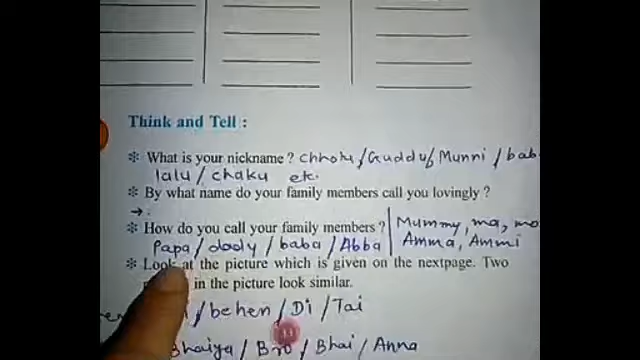 Think and Tell :
✻ What is your nickname ? chhotu/Guddu/Munni/bab
lalu/chaku etc.
✻ By what name do your family members call you lovingly ?
→
✻ How do you call your family members ? | Mummy, ma, mo
Papa/dady/baba/Abba | Amma, Ammi
✻ Look at the picture which is given on the nextpage. Two
in the picture look similar.
/behen/Di/Tai
Bhaiya/Bro/Bhai/Anna